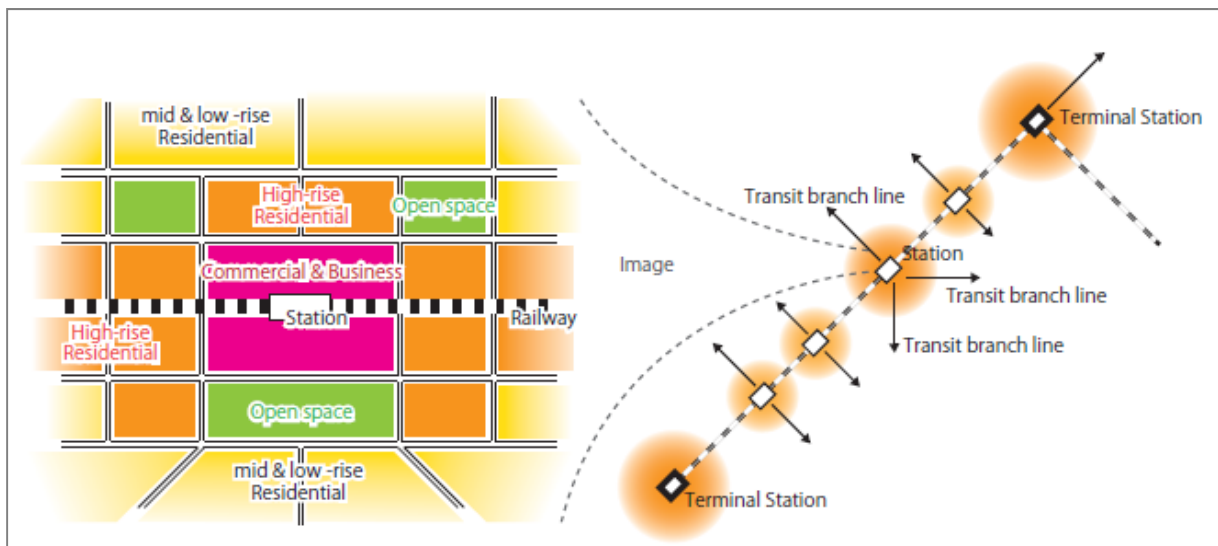 mid & low -rise
Residential
High-rise
Residential
Open space
Commercial & Business
Station
Railway
High-rise
Residential
Open space
mid & low -rise
Residential
Image
Terminal Station
Transit branch line
Station
Transit branch line
Transit branch line
Terminal Station